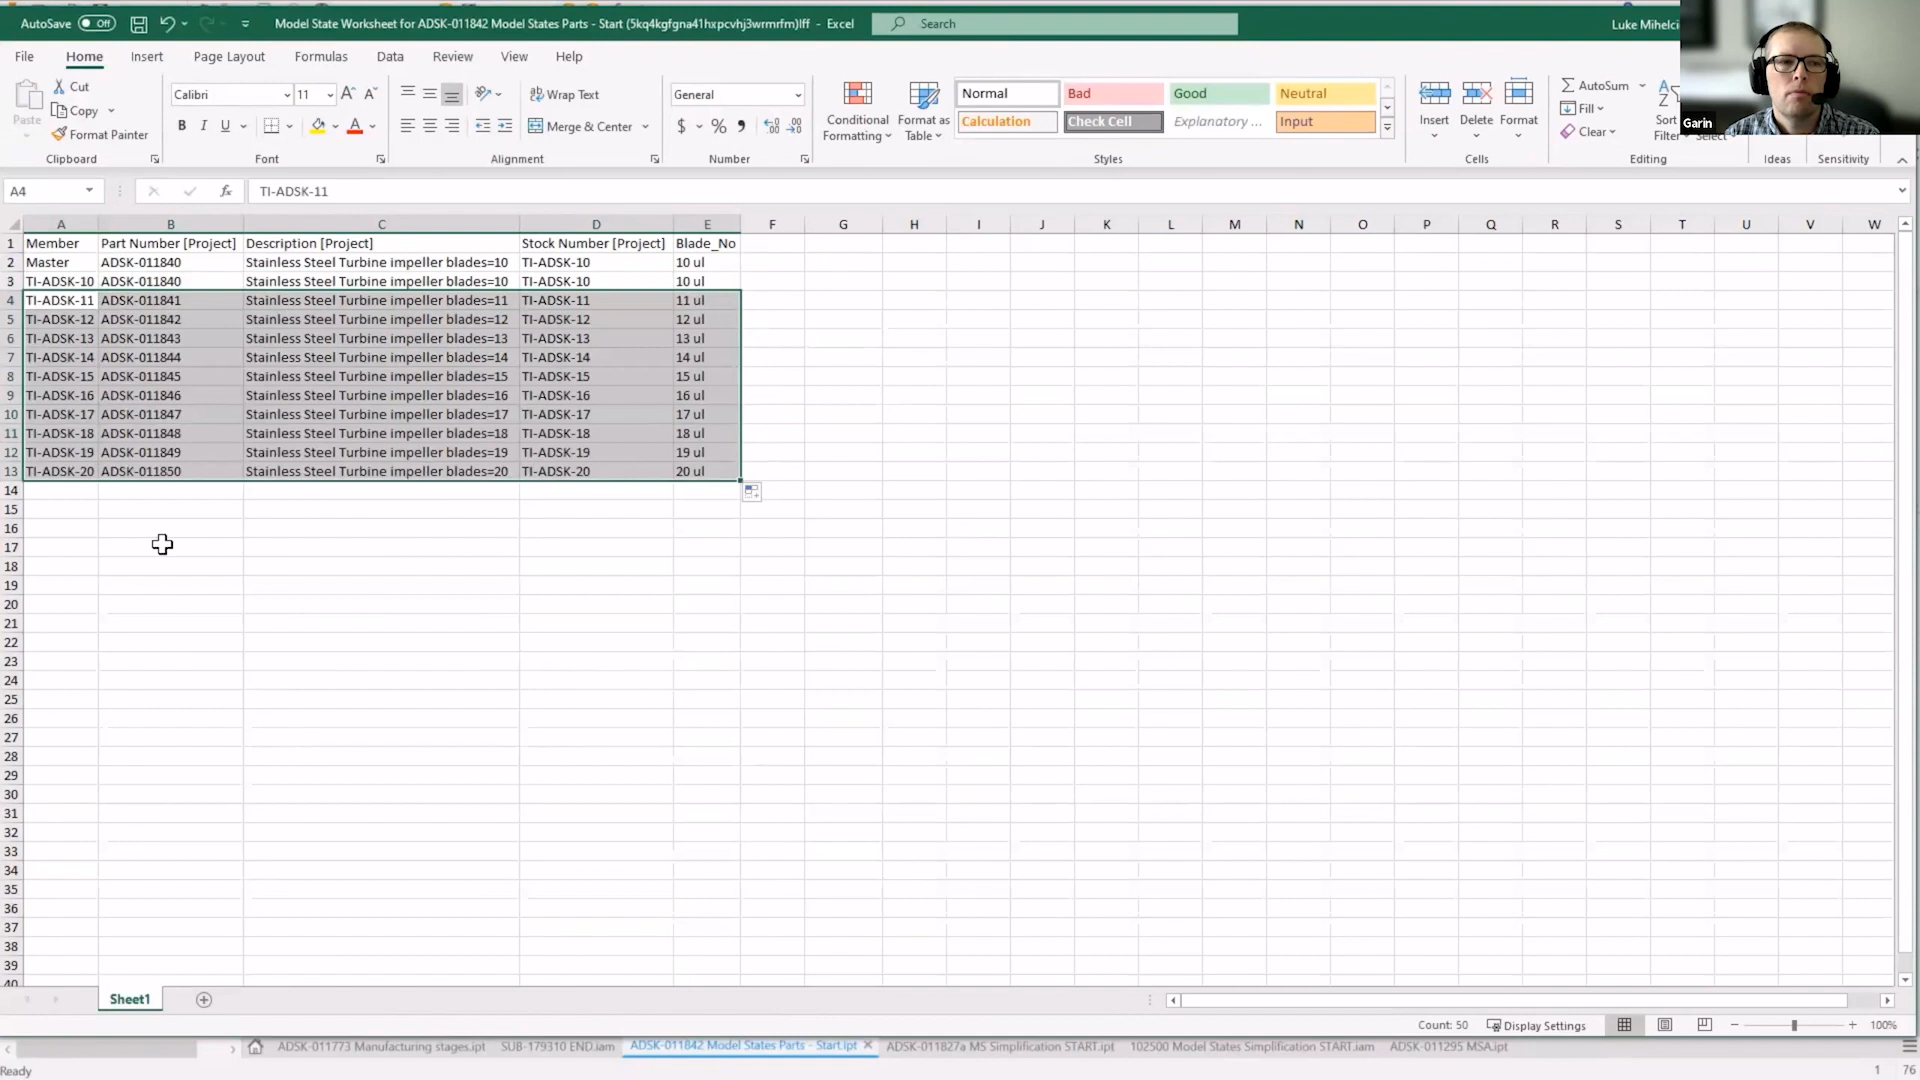 AutoSave Off Model State Worksheet for ADSK-011842 Model States Parts - Start (5kq4kgfgna41hxpcvhj3wrmrfm)lff - Excel Search Luke Mihelci
File Home Insert Page Layout Formulas Data Review View Help
Paste Cut Copy Format Painter
Calibri 11 B I U A
Wrap Text Merge & Center
General $ %
Conditional Formatting Format as Table
Normal Bad Good Neutral
Calculation Check Cell Explanatory ... Input
Insert Delete Format
AutoSum Fill Clear Sort Filter Select
Garin
Clipboard Font Alignment Number Styles Cells Editing Ideas Sensitivity
A4 fx TI-ADSK-11
A B C D E F G H I J K L M N O P Q R S T U V W
1 Member Part Number [Project] Description [Project] Stock Number [Project] Blade_No
2 Master ADSK-011840 Stainless Steel Turbine impeller blades=10 TI-ADSK-10 10 ul
3 TI-ADSK-10 ADSK-011840 Stainless Steel Turbine impeller blades=10 TI-ADSK-10 10 ul
4 TI-ADSK-11 ADSK-011841 Stainless Steel Turbine impeller blades=11 TI-ADSK-11 11 ul
5 TI-ADSK-12 ADSK-011842 Stainless Steel Turbine impeller blades=12 TI-ADSK-12 12 ul
6 TI-ADSK-13 ADSK-011843 Stainless Steel Turbine impeller blades=13 TI-ADSK-13 13 ul
7 TI-ADSK-14 ADSK-011844 Stainless Steel Turbine impeller blades=14 TI-ADSK-14 14 ul
8 TI-ADSK-15 ADSK-011845 Stainless Steel Turbine impeller blades=15 TI-ADSK-15 15 ul
9 TI-ADSK-16 ADSK-011846 Stainless Steel Turbine impeller blades=16 TI-ADSK-16 16 ul
10 TI-ADSK-17 ADSK-011847 Stainless Steel Turbine impeller blades=17 TI-ADSK-17 17 ul
11 TI-ADSK-18 ADSK-011848 Stainless Steel Turbine impeller blades=18 TI-ADSK-18 18 ul
12 TI-ADSK-19 ADSK-011849 Stainless Steel Turbine impeller blades=19 TI-ADSK-19 19 ul
13 TI-ADSK-20 ADSK-011850 Stainless Steel Turbine impeller blades=20 TI-ADSK-20 20 ul
14
15
16
17
18
19
20
21
22
23
24
25
26
27
28
29
30
31
32
33
34
35
36
37
38
39
40
Sheet1
Count: 50 Display Settings 100%
ADSK-011773 Manufacturing stages.ipt SUB-179310 END.iam ADSK-011842 Model States Parts - Start.ipt ADSK-011827a MS Simplification START.ipt 102500 Model States Simplification START.iam ADSK-011295 MSA.ipt
Ready 1 76